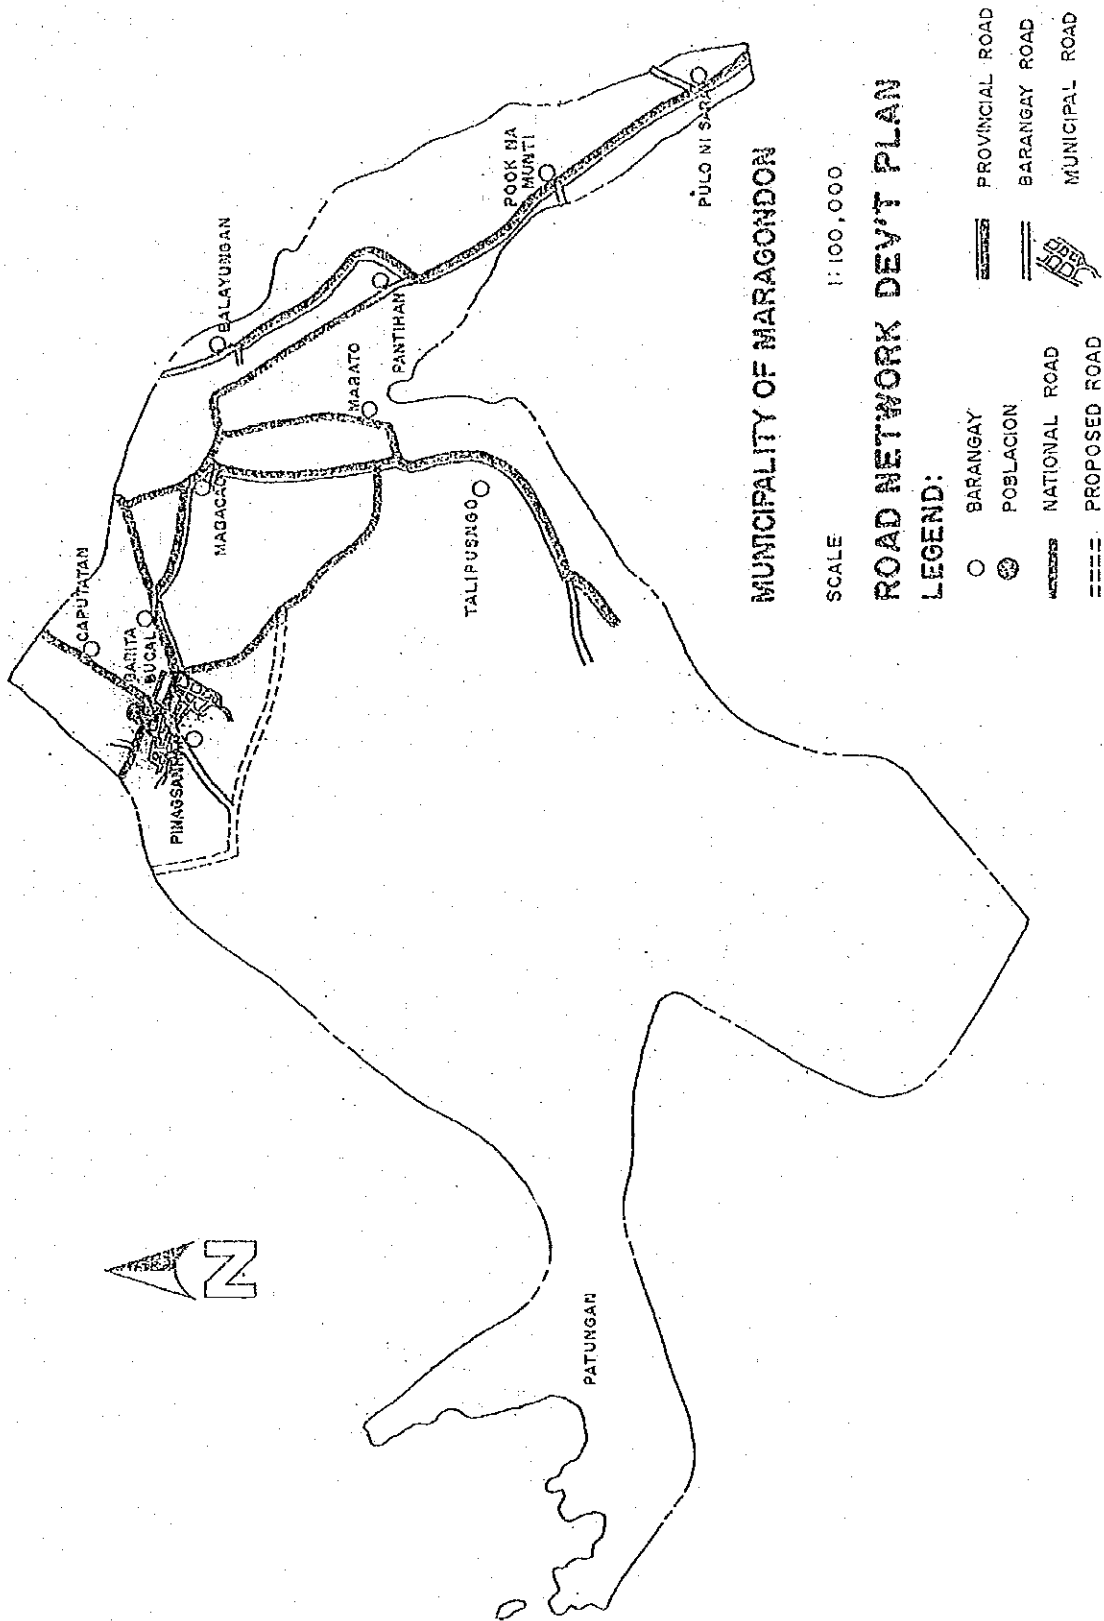 CAPUTATAN
GARITA
BUCAL
PINAGSANHAN
MABACAO
BALAYUNGAN
MABATO
PANTIHAN
TALIPUSNGO
POOK NA
MUNTI
PULO NI SARA
PATUNGAN
N
MUNICIPALITY OF MARAGONDON
SCALE 1:100,000
ROAD NETWORK DEV'T PLAN
LEGEND:
BARANGAY
POBLACION
NATIONAL ROAD
PROPOSED ROAD
PROVINCIAL ROAD
BARANGAY ROAD
MUNICIPAL ROAD